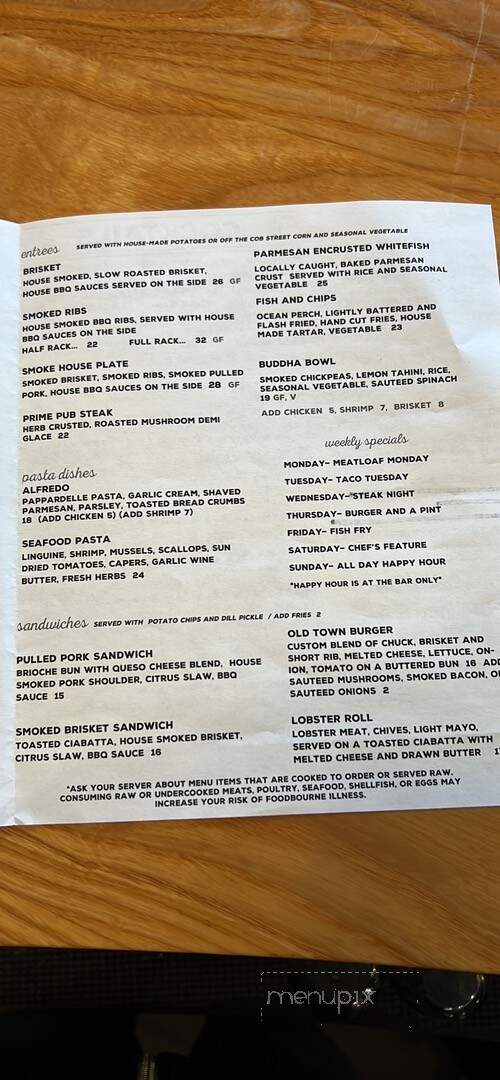 entrees SERVED WITH HOUSE-MADE POTATOES OR OFF THE COB STREET CORN AND SEASONAL VEGETABLE
BRISKET
HOUSE SMOKED, SLOW ROASTED BRISKET,
HOUSE BBQ SAUCES SERVED ON THE SIDE 26 GF
SMOKED RIBS
HOUSE SMOKED BBQ RIBS, SERVED WITH HOUSE
BBQ SAUCES ON THE SIDE
HALF RACK... 22 FULL RACK... 32 GF
SMOKE HOUSE PLATE
SMOKED BRISKET, SMOKED RIBS, SMOKED PULLED
PORK, HOUSE BBQ SAUCES ON THE SIDE 28 GF
PRIME PUB STEAK
HERB CRUSTED, ROASTED MUSHROOM DEMI
GLACE 22
PARMESAN ENCRUSTED WHITEFISH
LOCALLY CAUGHT, BAKED PARMESAN
CRUST SERVED WITH RICE AND SEASONAL
VEGETABLE 25
FISH AND CHIPS
OCEAN PERCH, LIGHTLY BATTERED AND
FLASH FRIED, HAND CUT FRIES, HOUSE
MADE TARTAR, VEGETABLE 23
BUDDHA BOWL
SMOKED CHICKPEAS, LEMON TAHINI, RICE,
SEASONAL VEGETABLE, SAUTEED SPINACH
19 GF, V
ADD CHICKEN 5, SHRIMP 7, BRISKET 8
pasta dishes
ALFREDO
PAPPARDELLE PASTA, GARLIC CREAM, SHAVED
PARMESAN, PARSLEY, TOASTED BREAD CRUMBS
18 (ADD CHICKEN 5) (ADD SHRIMP 7)
SEAFOOD PASTA
LINGUINE, SHRIMP, MUSSELS, SCALLOPS, SUN
DRIED TOMATOES, CAPERS, GARLIC WINE
BUTTER, FRESH HERBS 24
weekly specials
MONDAY- MEATLOAF MONDAY
TUESDAY- TACO TUESDAY
WEDNESDAY- STEAK NIGHT
THURSDAY- BURGER AND A PINT
FRIDAY- FISH FRY
SATURDAY- CHEF'S FEATURE
SUNDAY- ALL DAY HAPPY HOUR
*HAPPY HOUR IS AT THE BAR ONLY*
sandwiches SERVED WITH POTATO CHIPS AND DILL PICKLE / ADD FRIES 2
PULLED PORK SANDWICH
BRIOCHE BUN WITH QUESO CHEESE BLEND, HOUSE
SMOKED PORK SHOULDER, CITRUS SLAW, BBQ
SAUCE 15
SMOKED BRISKET SANDWICH
TOASTED CIABATTA, HOUSE SMOKED BRISKET,
CITRUS SLAW, BBQ SAUCE 16
OLD TOWN BURGER
CUSTOM BLEND OF CHUCK, BRISKET AND
SHORT RIB, MELTED CHEESE, LETTUCE, ON-
ION, TOMATO ON A BUTTERED BUN 16 ADD
SAUTEED MUSHROOMS, SMOKED BACON,
SAUTEED ONIONS 2
LOBSTER ROLL
LOBSTER MEAT, CHIVES, LIGHT MAYO,
SERVED ON A TOASTED CIABATTA WITH
MELTED CHEESE AND DRAWN BUTTER
*ASK YOUR SERVER ABOUT MENU ITEMS THAT ARE COOKED TO ORDER OR SERVED RAW.
CONSUMING RAW OR UNDERCOOKED MEATS, POULTRY, SEAFOOD, SHELLFISH, OR EGGS MAY
INCREASE YOUR RISK OF FOODBOURNE ILLNESS.
menupix